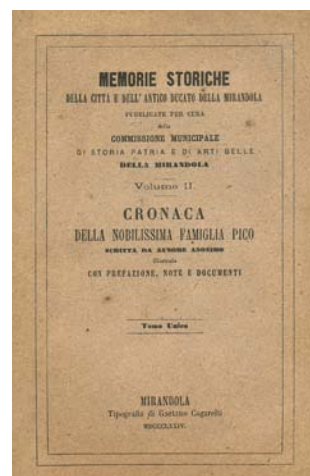 MEMORIE STORICHE
DELLA CITTÀ E DELL' ANTICO DUCATO DELLA MIRANDOLA
PUBBLICATE PER CURA
della
COMMISSIONE MUNICIPALE
DI STORIA PATRIA E DI ARTI BELLE
DELLA MIRANDOLA
Volume II.
CRONACA
DELLA NOBILISSIMA FAMIGLIA PICO
SCRITTA DA AUTORE ANONIMO
illustrata
CON PREFAZIONE, NOTE E DOCUMENTI
Tomo Unico
MIRANDOLA
Tipografia di Gaetano Cagarelli
MDCCCLXXIV.